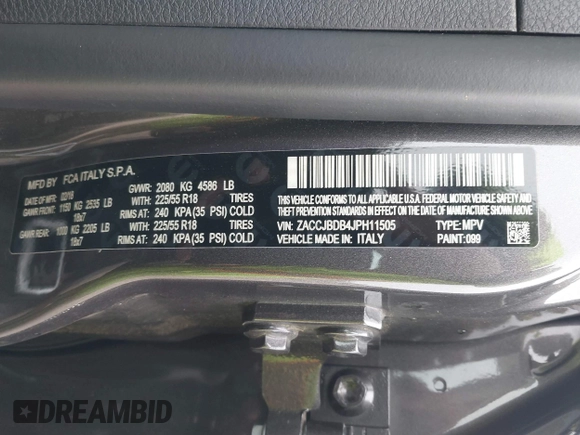 MFD BY FCA ITALY S.P.A.
DATE OF MFR 02/18 GVWR: 2080 KG 4586 LB
GAWR FRONT: 1150 KG 2535 LB WITH: 225/55 R18 TIRES
18x7 RIMS AT: 240 KPA(35 PSI) COLD
GAWR REAR: 1000 KG 2205 LB WITH: 225/55 R18 TIRES
18x7 RIMS AT: 240 KPA(35 PSI) COLD
THIS VEHICLE CONFORMS TO ALL APPLICABLE U.S.A. FEDERAL MOTOR VEHICLE
SAFETY, BUMPER, AND THEFT PREVENTION STANDARDS IN EFFECT ON THE DATE OF MANUFACTURE SHOWN ABOVE.
VIN: ZACCJBDB4JPH11505 TYPE: MPV
VEHICLE MADE IN: ITALY PAINT: 099
DREAMBID